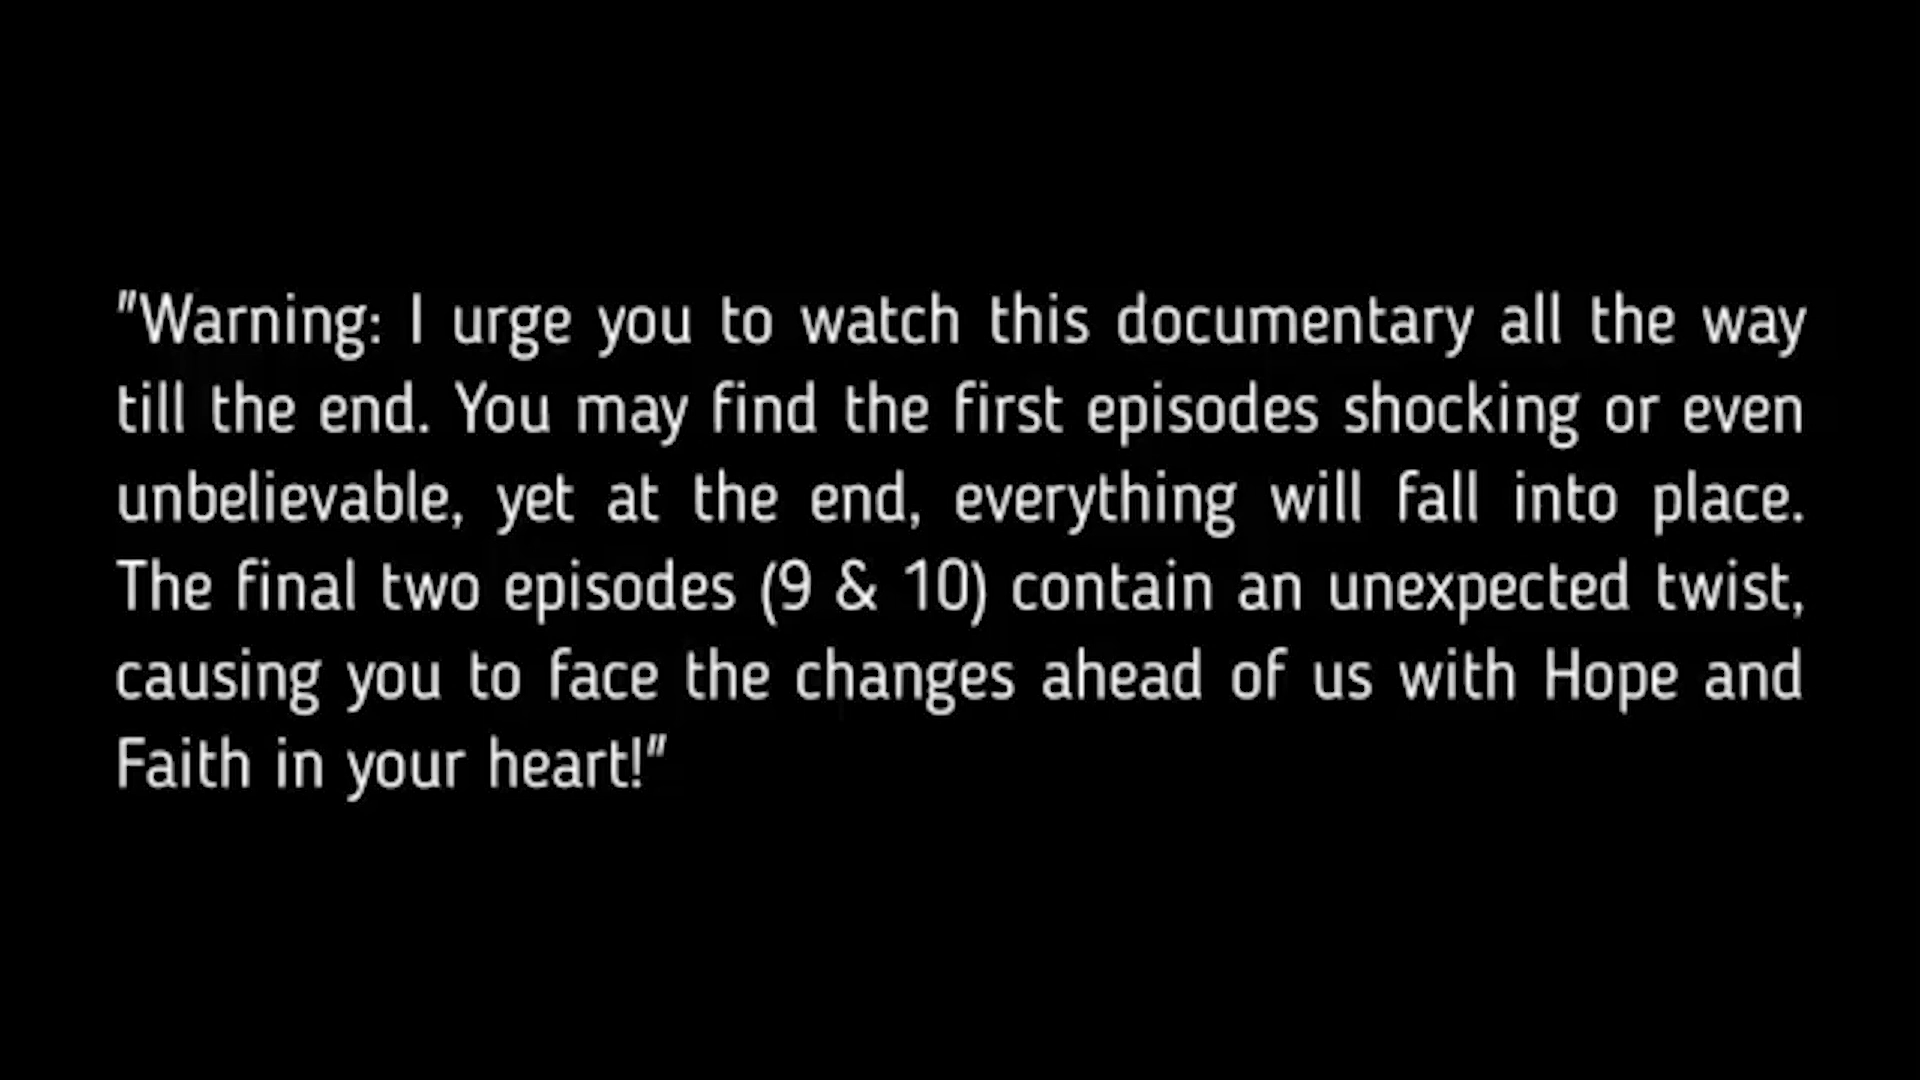 "Warning: I urge you to watch this documentary all the way
till the end. You may find the first episodes shocking or even
unbelievable, yet at the end, everything will fall into place.
The final two episodes (9 & 10) contain an unexpected twist,
causing you to face the changes ahead of us with Hope and
Faith in your heart!"